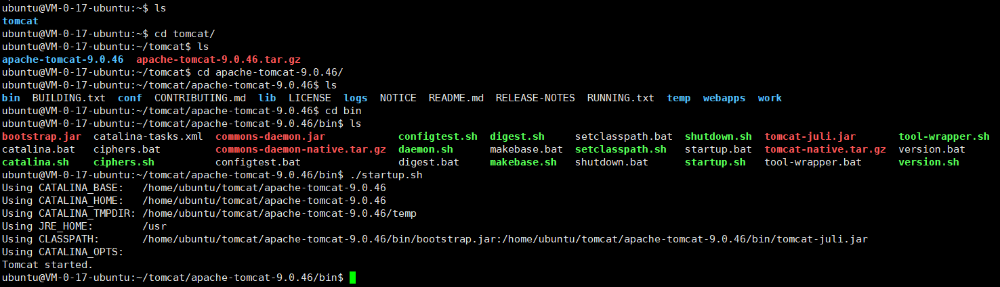 ubuntu@VM-0-17-ubuntu:~$ ls
tomcat
ubuntu@VM-0-17-ubuntu:~$ cd tomcat/
ubuntu@VM-0-17-ubuntu:~/tomcat$ ls
apache-tomcat-9.0.46  apache-tomcat-9.0.46.tar.gz
ubuntu@VM-0-17-ubuntu:~/tomcat$ cd apache-tomcat-9.0.46/
ubuntu@VM-0-17-ubuntu:~/tomcat/apache-tomcat-9.0.46$ ls
bin  BUILDING.txt  conf  CONTRIBUTING.md  lib  LICENSE  logs  NOTICE  README.md  RELEASE-NOTES  RUNNING.txt  temp  webapps  work
ubuntu@VM-0-17-ubuntu:~/tomcat/apache-tomcat-9.0.46$ cd bin
ubuntu@VM-0-17-ubuntu:~/tomcat/apache-tomcat-9.0.46/bin$ ls
bootstrap.jar  catalina-tasks.xml  commons-daemon.jar            configtest.sh  digest.sh     setclasspath.bat  shutdown.sh  tomcat-juli.jar       tool-wrapper.sh
catalina.bat   ciphers.bat         commons-daemon-native.tar.gz  daemon.sh      makebase.bat  setclasspath.sh   startup.bat  tomcat-native.tar.gz  version.bat
catalina.sh    ciphers.sh          configtest.bat                digest.bat     makebase.sh   shutdown.bat      startup.sh   tool-wrapper.bat      version.sh
ubuntu@VM-0-17-ubuntu:~/tomcat/apache-tomcat-9.0.46/bin$ ./startup.sh
Using CATALINA_BASE:   /home/ubuntu/tomcat/apache-tomcat-9.0.46
Using CATALINA_HOME:   /home/ubuntu/tomcat/apache-tomcat-9.0.46
Using CATALINA_TMPDIR: /home/ubuntu/tomcat/apache-tomcat-9.0.46/temp
Using JRE_HOME:        /usr
Using CLASSPATH:       /home/ubuntu/tomcat/apache-tomcat-9.0.46/bin/bootstrap.jar:/home/ubuntu/tomcat/apache-tomcat-9.0.46/bin/tomcat-juli.jar
Using CATALINA_OPTS:
Tomcat started.
ubuntu@VM-0-17-ubuntu:~/tomcat/apache-tomcat-9.0.46/bin$